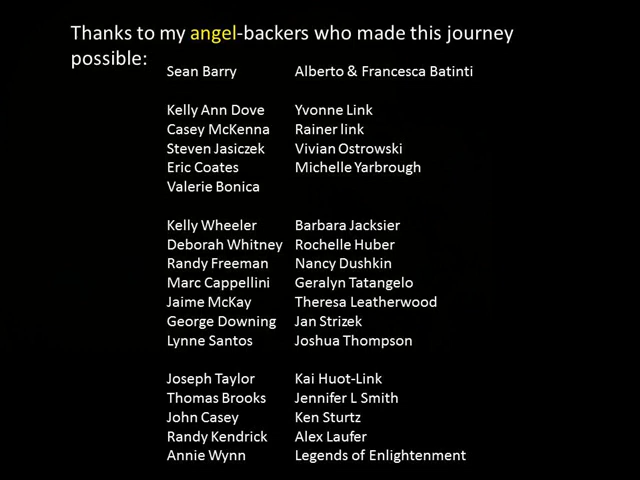 Thanks to my angel-backers who made this journey
possible:
Sean Barry Alberto & Francesca Batinti
Kelly Ann Dove Yvonne Link
Casey McKenna Rainer link
Steven Jasiczek Vivian Ostrowski
Eric Coates Michelle Yarbrough
Valerie Bonica
Kelly Wheeler Barbara Jacksier
Deborah Whitney Rochelle Huber
Randy Freeman Nancy Dushkin
Marc Cappellini Geralyn Tatangelo
Jaime McKay Theresa Leatherwood
George Downing Jan Strizek
Lynne Santos Joshua Thompson
Joseph Taylor Kai Huot-Link
Thomas Brooks Jennifer L Smith
John Casey Ken Sturtz
Randy Kendrick Alex Laufer
Annie Wynn Legends of Enlightenment